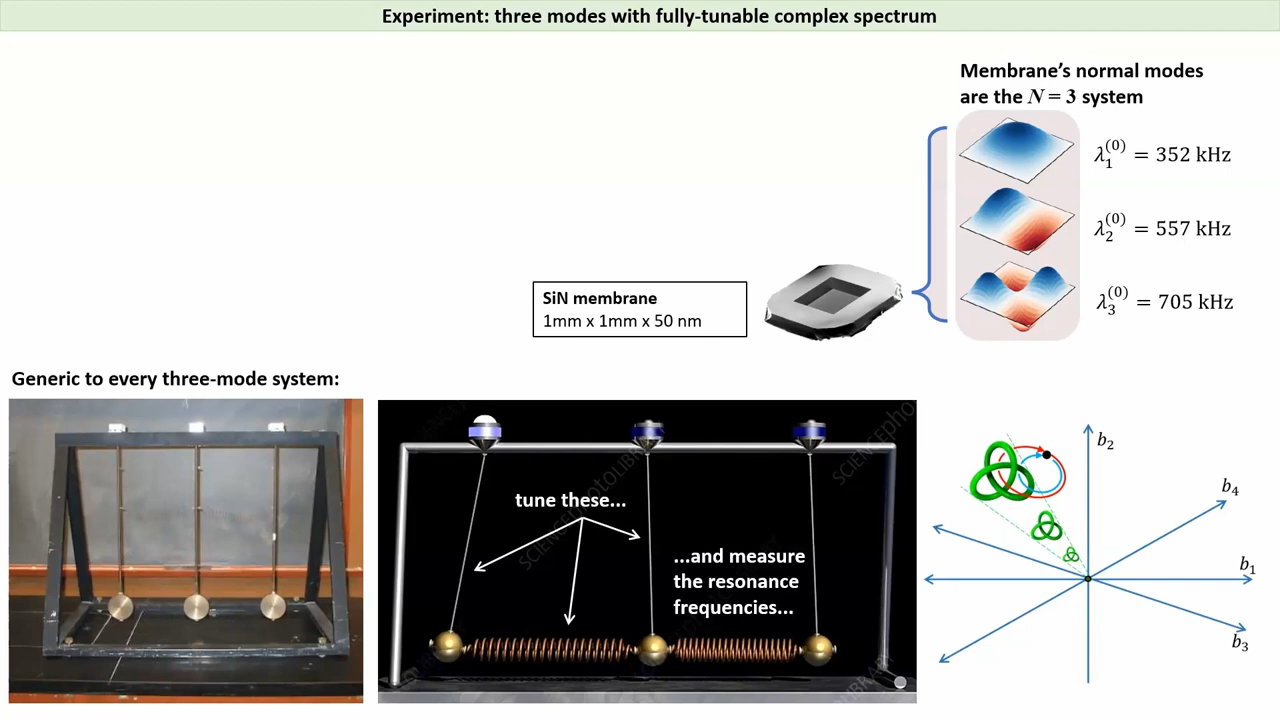 Experiment: three modes with fully-tunable complex spectrum
Membrane's normal modes
are the N = 3 system
λ₁⁽⁰⁾ = 352 kHz
λ₂⁽⁰⁾ = 557 kHz
λ₃⁽⁰⁾ = 705 kHz
SiN membrane
1mm x 1mm x 50 nm
Generic to every three-mode system:
tune these...
...and measure
the resonance
frequencies...
b₂
b₄
b₁
b₃